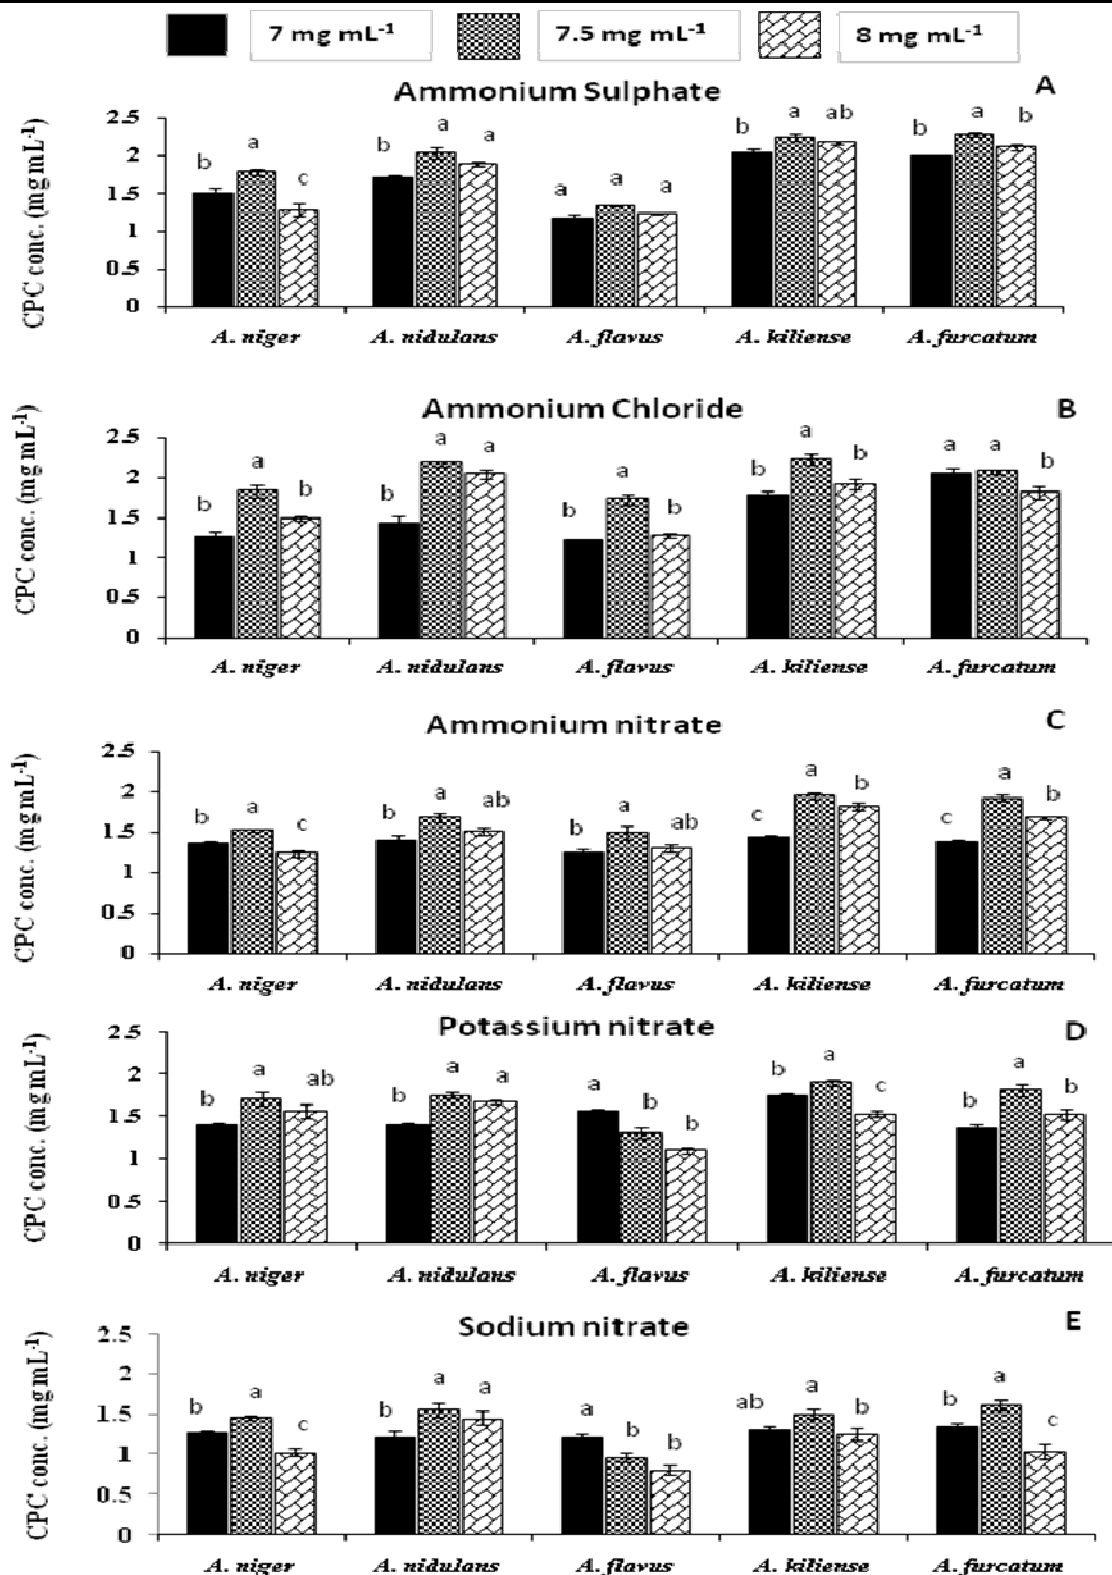 7 mg mL-1 7.5 mg mL-1 8 mg mL-1
Ammonium Sulphate A
CPC conc. (mg mL-1)
2.5
2
1.5
1
0.5
0
b a c b a a a a a b a ab b a b
A. niger A. nidulans A. flavus A. kiliense A. furcatum
Ammonium Chloride B
CPC conc. (mg mL-1)
2.5
2
1.5
1
0.5
0
b a b b a a b a b b a b a a b
A. niger A. nidulans A. flavus A. kiliense A. furcatum
Ammonium nitrate C
CPC conc. (mg mL-1)
2.5
2
1.5
1
0.5
0
b a c b a ab b a ab c a b c a b
A. niger A. nidulans A. flavus A. kiliense A. furcatum
Potassium nitrate D
CPC conc. (mg mL-1)
2.5
2
1.5
1
0.5
0
b a ab b a a a b b b a c b a b
A. niger A. nidulans A. flavus A. kiliense A. furcatum
Sodium nitrate E
CPC conc. (mg mL-1)
2.5
2
1.5
1
0.5
0
b a c b a a a b b ab a b b a c
A. niger A. nidulans A. flavus A. kiliense A. furcatum